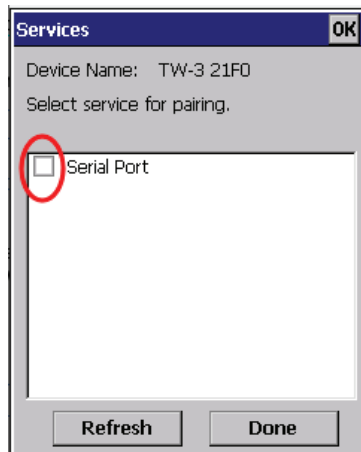 Services OK
Device Name: TW-3 21F0
Select service for pairing.
Serial Port
Refresh Done